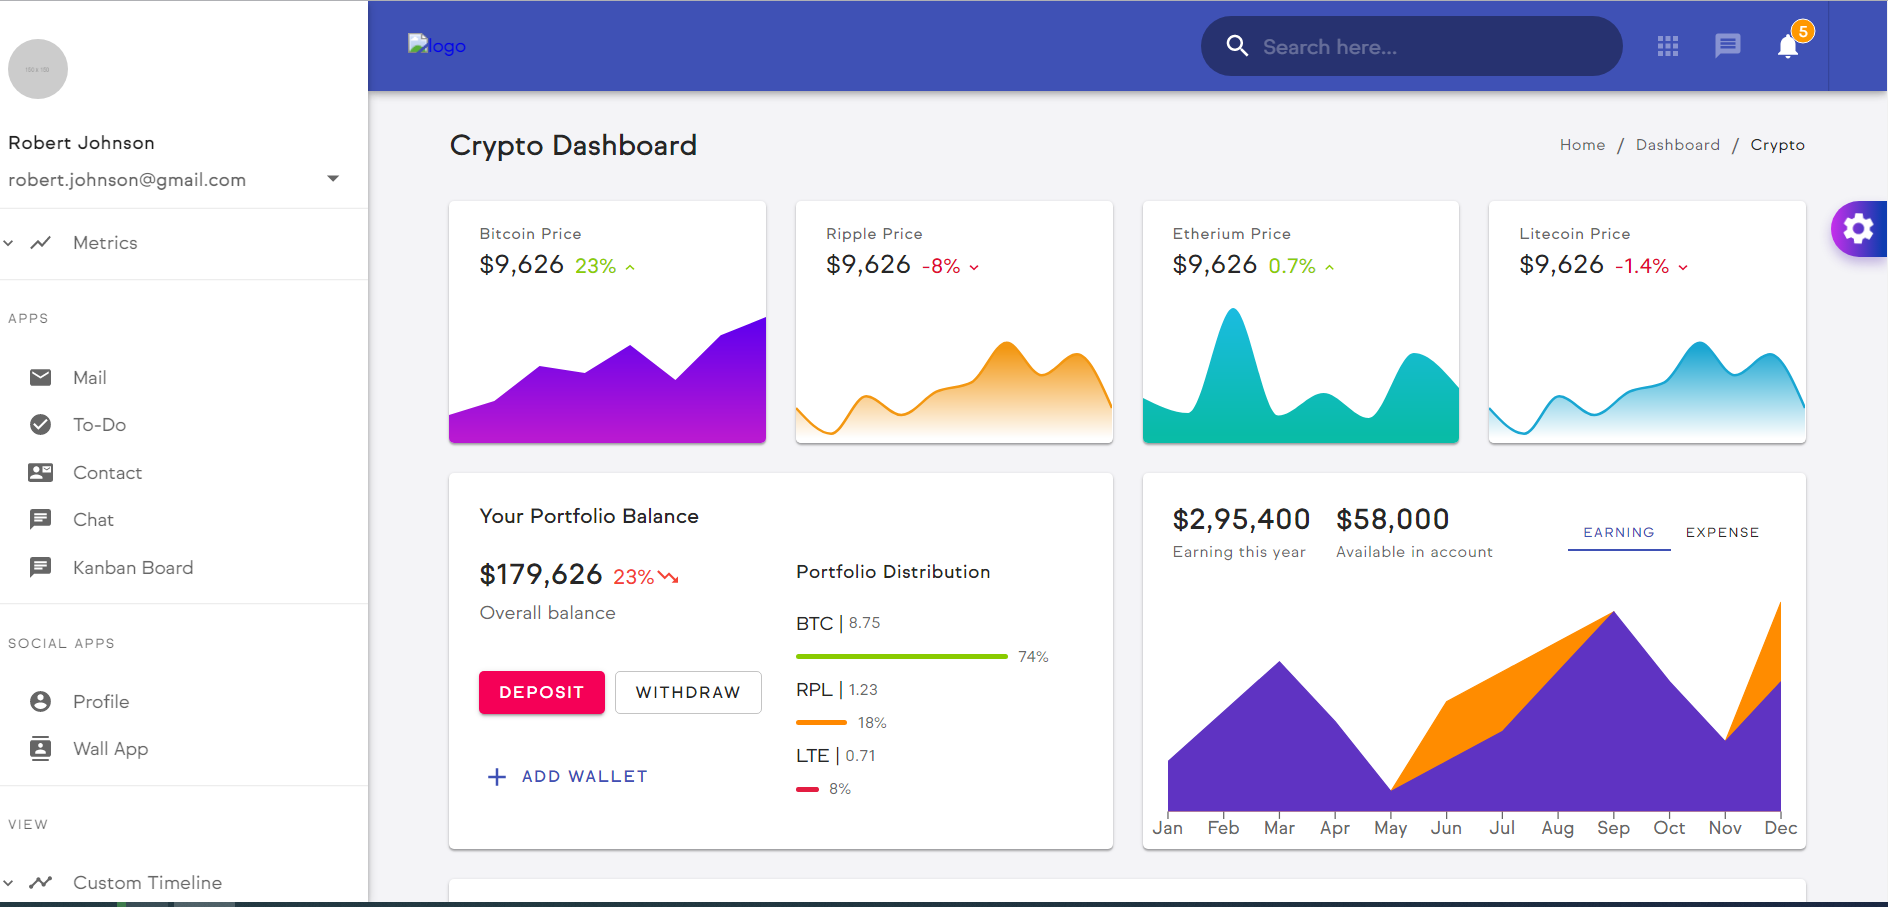 logo
Search here...
5
150 x 150
Robert Johnson
robert.johnson@gmail.com
Metrics
APPS
Mail
To-Do
Contact
Chat
Kanban Board
SOCIAL APPS
Profile
Wall App
VIEW
Custom Timeline
Crypto Dashboard
Home / Dashboard / Crypto
Bitcoin Price
$9,626 23%
Ripple Price
$9,626 -8%
Etherium Price
$9,626 0.7%
Litecoin Price
$9,626 -1.4%
Your Portfolio Balance
$179,626 23%
Overall balance
DEPOSIT
WITHDRAW
ADD WALLET
Portfolio Distribution
BTC | 8.75
74%
RPL | 1.23
18%
LTE | 0.71
8%
$2,95,400
Earning this year
$58,000
Available in account
EARNING
EXPENSE
Jan Feb Mar Apr May Jun Jul Aug Sep Oct Nov Dec